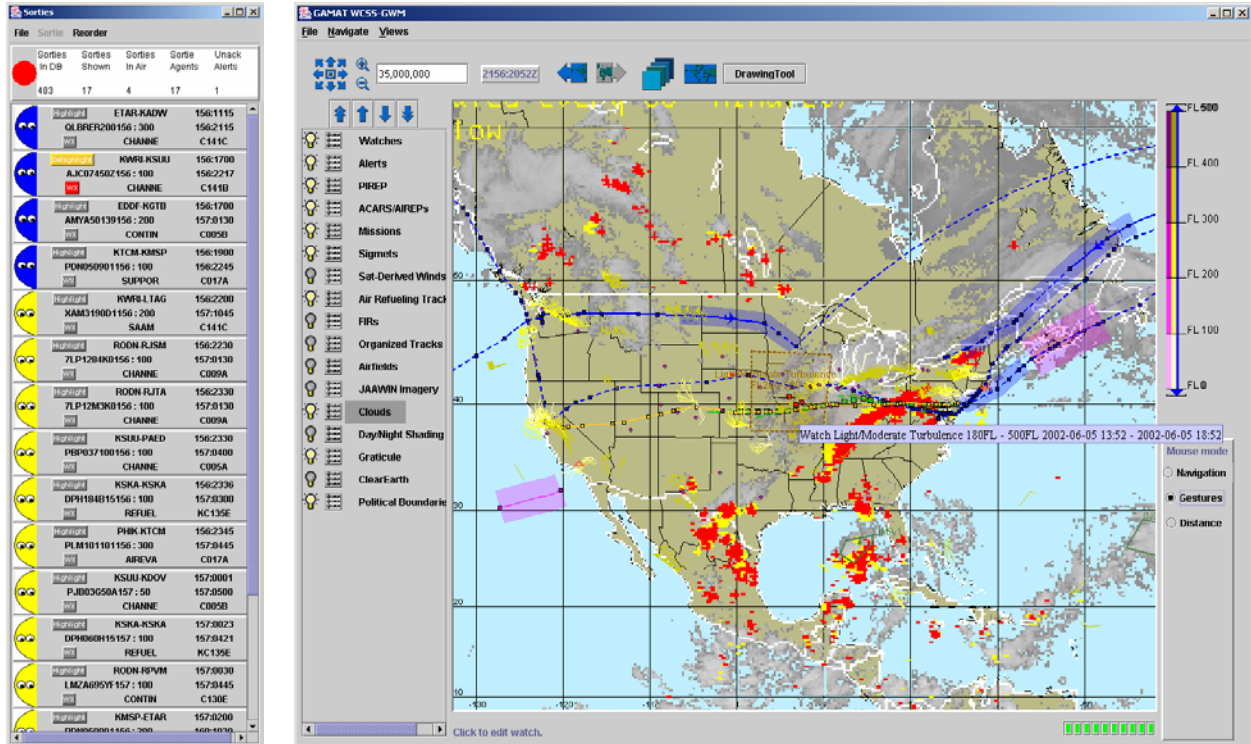 Sorties
File Sortie Reorder
Sorties In DB Sorties Shown Sorties In Air Sortie Agents Unack Alerts
403 17 4 17 1
Highlight ETAR-KADW 156:1115
QLBRER200156 : 300 156:2115
WX CHANNE C141C
Dehighlight KWRI-KSUU 156:1700
AJC07450Z156 : 100 156:2217
WX CHANNE C141B
Highlight EDDF-KGTB 156:1700
AMYA50139156 : 200 157:0130
WX CONTIN C005B
Highlight KTCM-KMSP 156:1900
PDN050901156 : 100 156:2245
WX SUPPOR C017A
Highlight KWRI-LTAG 156:2200
XAM3190D1156 : 200 157:1045
WX SAAM C141C
Highlight RODN-RJSM 156:2230
7LP1284K0156 : 100 157:0130
WX CHANNE C009A
Highlight RODN-RJTA 156:2330
7LP12M3K0156 : 100 157:0130
WX CHANNE C009A
Highlight KSUU-PAED 156:2330
PBP037100156 : 100 157:0400
WX CHANNE C005A
Highlight KSKA-KSKA 156:2336
DPH184B15156 : 100 157:0300
WX REFUEL KC135E
Highlight PHIK-KTCM 156:2345
PLM101101156 : 300 157:0445
WX AIREVA C017A
Highlight KSUU-KDOV 157:0001
PJB03G50A157 : 50 157:0500
WX CHANNE C005B
Highlight KSKA-KSKA 157:0023
DPH060H15157 : 100 157:0421
WX REFUEL KC135E
Highlight RODN-RPVM 157:0030
LMZA695YF157 : 100 157:0445
WX CONTIN C130E
Highlight KMSP-ETAR 157:0200
GAMAT WCSS-GWM
File Navigate Views
35,000,000
2156:2052Z
DrawingTool
Watches
Alerts
PIREP
ACARS/AIREPs
Missions
Sigmets
Sat-Derived Winds
Air Refueling Track
FIRs
Organized Tracks
Airfields
JAAWIN Imagery
Clouds
Day/Night Shading
Graticule
ClearEarth
Political Boundarie
FL 500
FL 400
FL 300
FL 200
FL 100
FL 0
Turbulence
Watch Light/Moderate Turbulence 180FL - 500FL 2002-06-05 13:52 - 2002-06-05 18:52
50
40
30
20
10
Mouse mode
Navigation
Gestures
Distance
Click to edit watch.